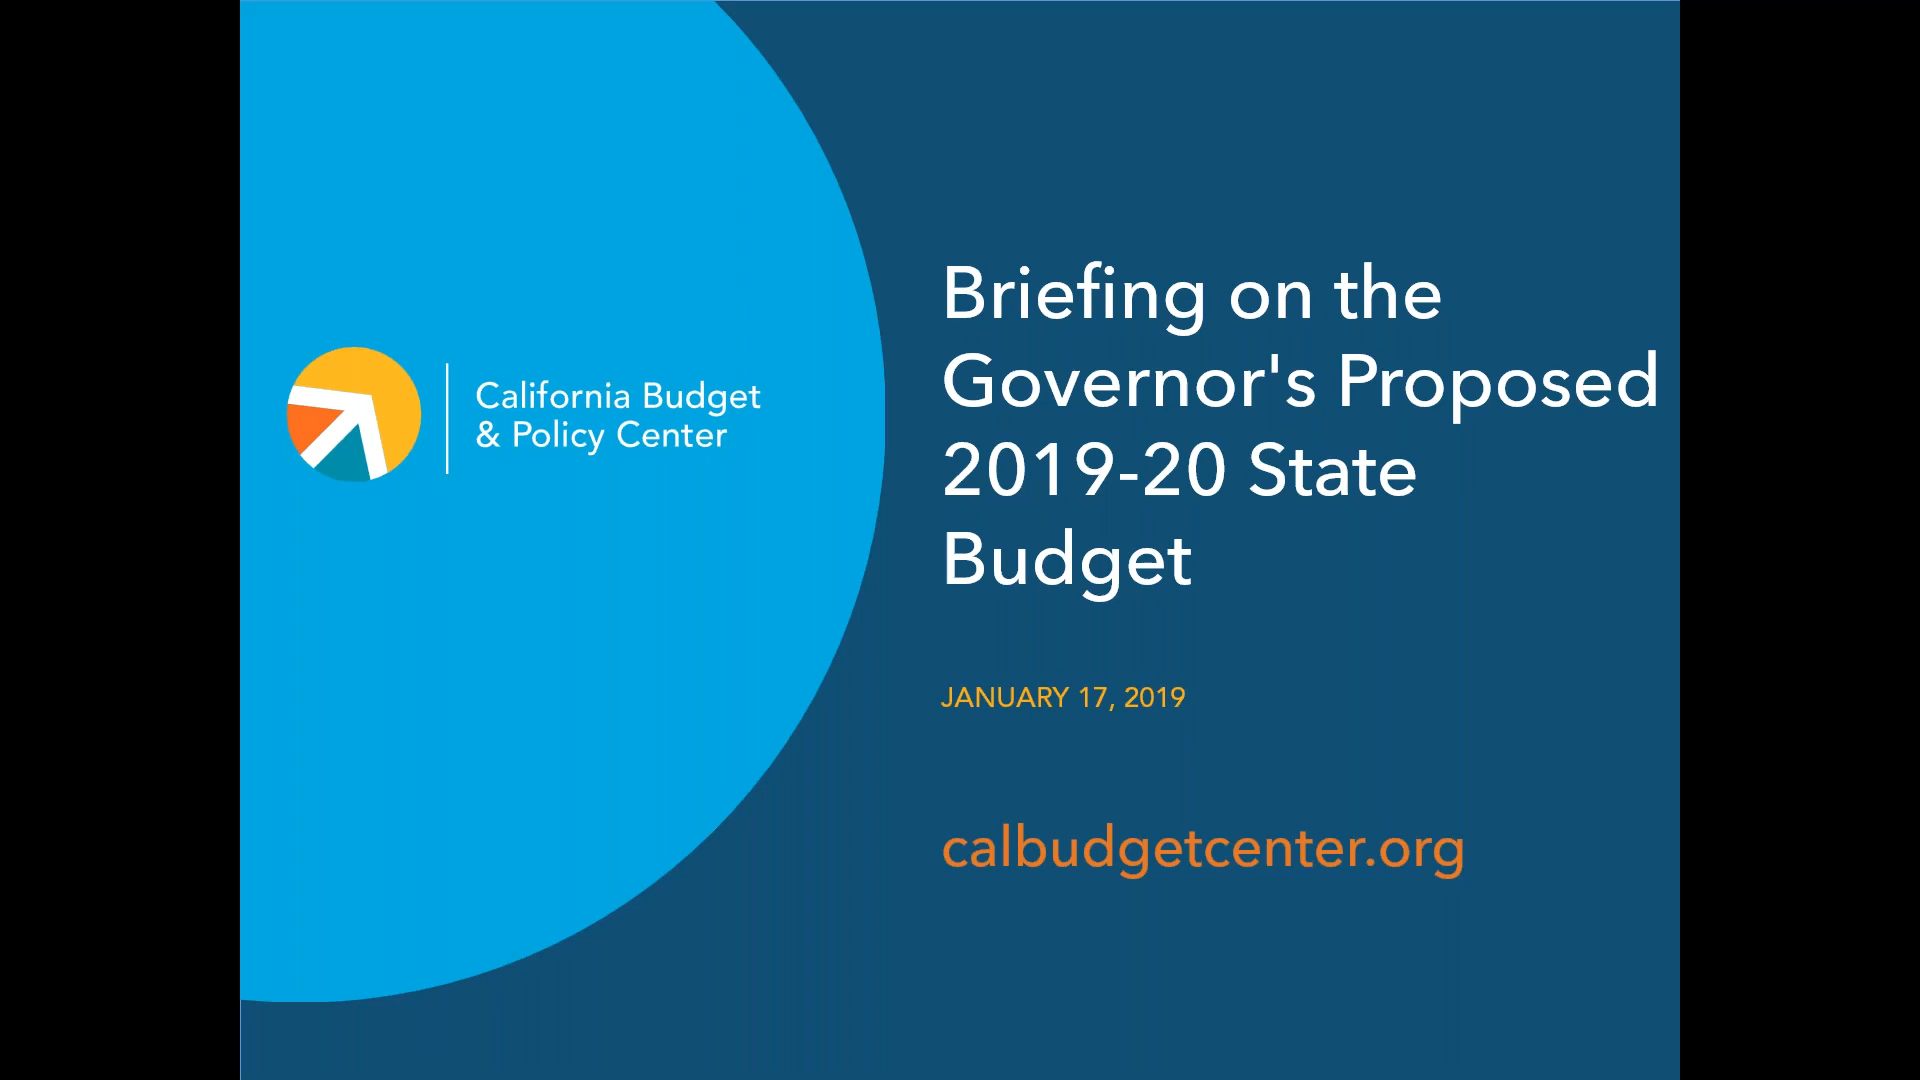 California Budget
& Policy Center
Briefing on the
Governor's Proposed
2019-20 State
Budget
JANUARY 17, 2019
calbudgetcenter.org